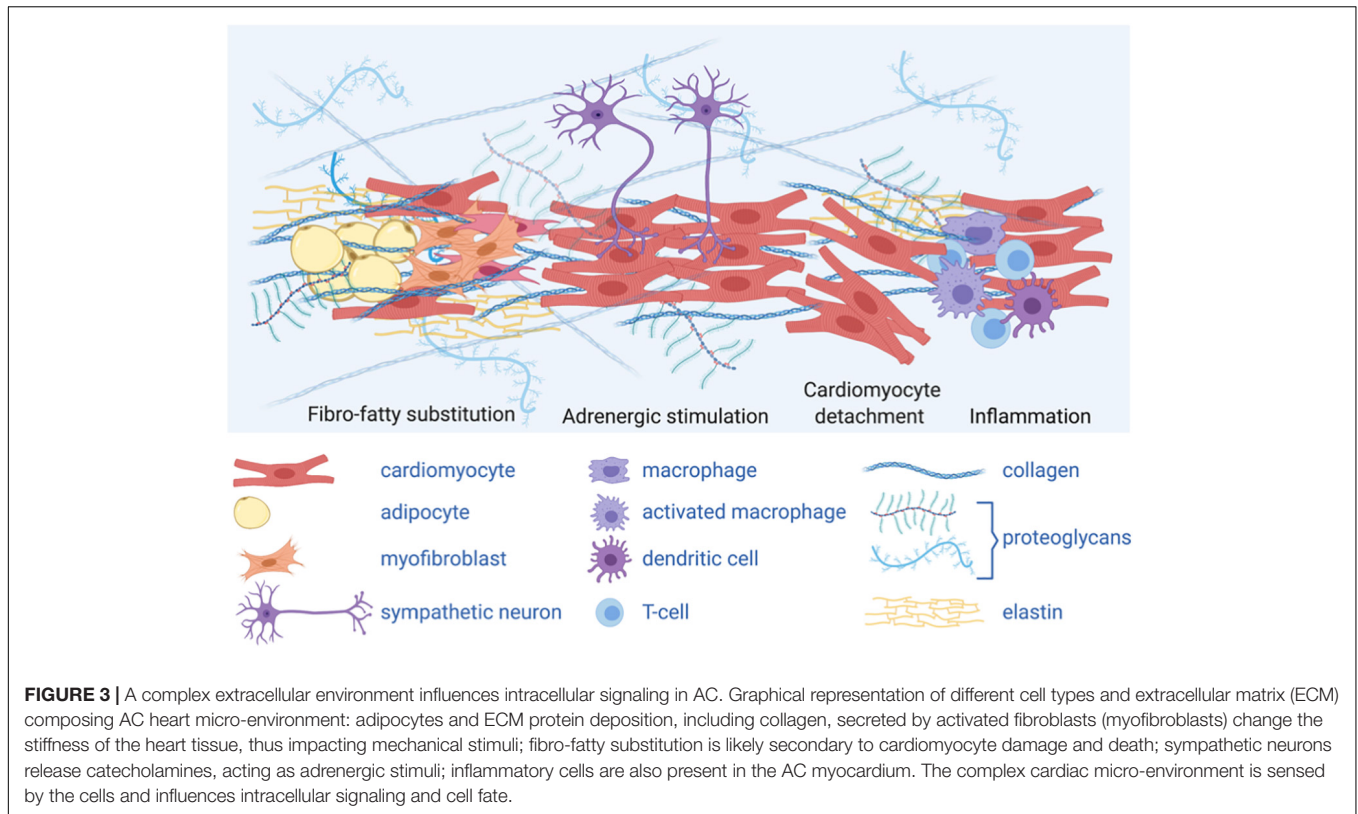 Fibro-fatty substitution
Adrenergic stimulation
Cardiomyocyte
detachment
Inflammation
cardiomyocyte
macrophage
collagen
adipocyte
activated macrophage
proteoglycans
myofibroblast
dendritic cell
sympathetic neuron
T-cell
elastin
FIGURE 3 | A complex extracellular environment influences intracellular signaling in AC. Graphical representation of different cell types and extracellular matrix (ECM)
composing AC heart micro-environment: adipocytes and ECM protein deposition, including collagen, secreted by activated fibroblasts (myofibroblasts) change the
stiffness of the heart tissue, thus impacting mechanical stimuli; fibro-fatty substitution is likely secondary to cardiomyocyte damage and death; sympathetic neurons
release catecholamines, acting as adrenergic stimuli; inflammatory cells are also present in the AC myocardium. The complex cardiac micro-environment is sensed
by the cells and influences intracellular signaling and cell fate.